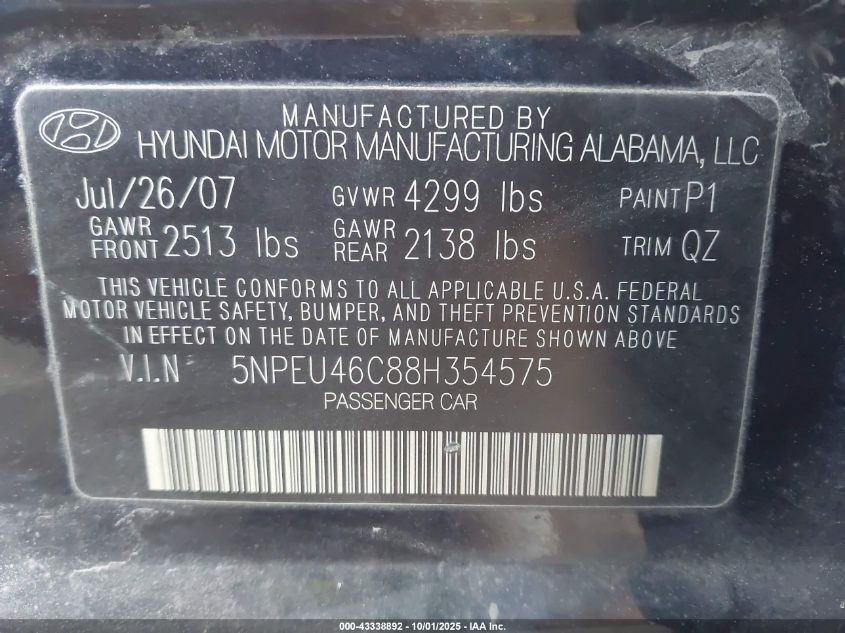 MANUFACTURED BY
HYUNDAI MOTOR MANUFACTURING ALABAMA, LLC
Jul/26/07 GVWR 4299 lbs PAINT P1
GAWR FRONT 2513 lbs GAWR REAR 2138 lbs TRIM QZ
THIS VEHICLE CONFORMS TO ALL APPLICABLE U.S.A. FEDERAL
MOTOR VEHICLE SAFETY, BUMPER, AND THEFT PREVENTION STANDARDS
IN EFFECT ON THE DATE OF MANUFACTURE SHOWN ABOVE
V.I.N 5NPEU46C88H354575
PASSENGER CAR
000-43338892 - 10/01/2025 - IAA Inc.